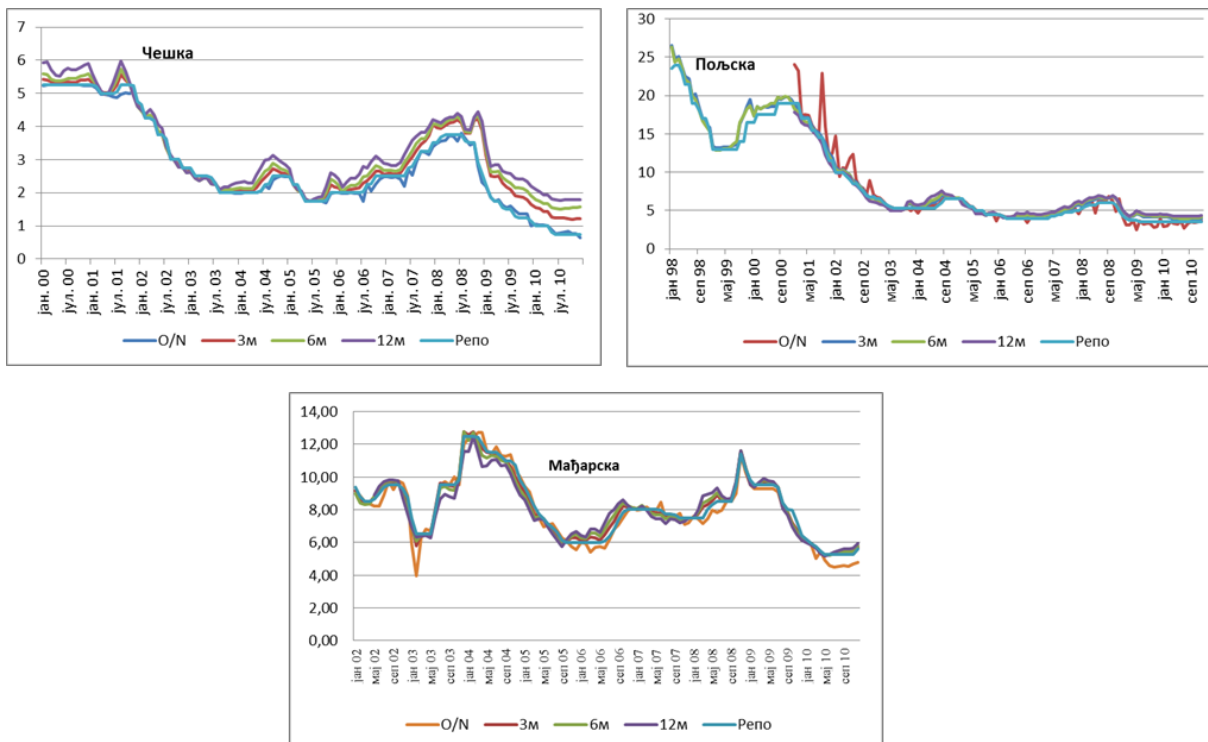 Чешка
7
6
5
4
3
2
1
0
јан. 00
јул. 00
јан. 01
јул. 01
јан. 02
јул. 02
јан. 03
јул. 03
јан. 04
јул. 04
јан. 05
јул. 05
јан. 06
јул. 06
јан. 07
јул. 07
јан. 08
јул. 08
јан. 09
јул. 09
јан. 10
јул. 10
O/N 3м 6м 12м Репо
Пољска
30
25
20
15
10
5
0
јан 98
сеп 98
мај 99
јан 00
сеп 00
мај 01
јан 02
сеп 02
мај 03
јан 04
сеп 04
мај 05
јан 06
сеп 06
мај 07
јан 08
сеп 08
мај 09
јан 10
сеп 10
O/N 3м 6м 12м Репо
Мађарска
14,00
12,00
10,00
8,00
6,00
4,00
2,00
0,00
јан 02
мај 02
сеп 02
јан 03
мај 03
сеп 03
јан 04
мај 04
сеп 04
јан 05
мај 05
сеп 05
јан 06
мај 06
сеп 06
јан 07
мај 07
сеп 07
јан 08
мај 08
сеп 08
јан 09
мај 09
сеп 09
јан 10
мај 10
сеп 10
O/N 3м 6м 12м Репо